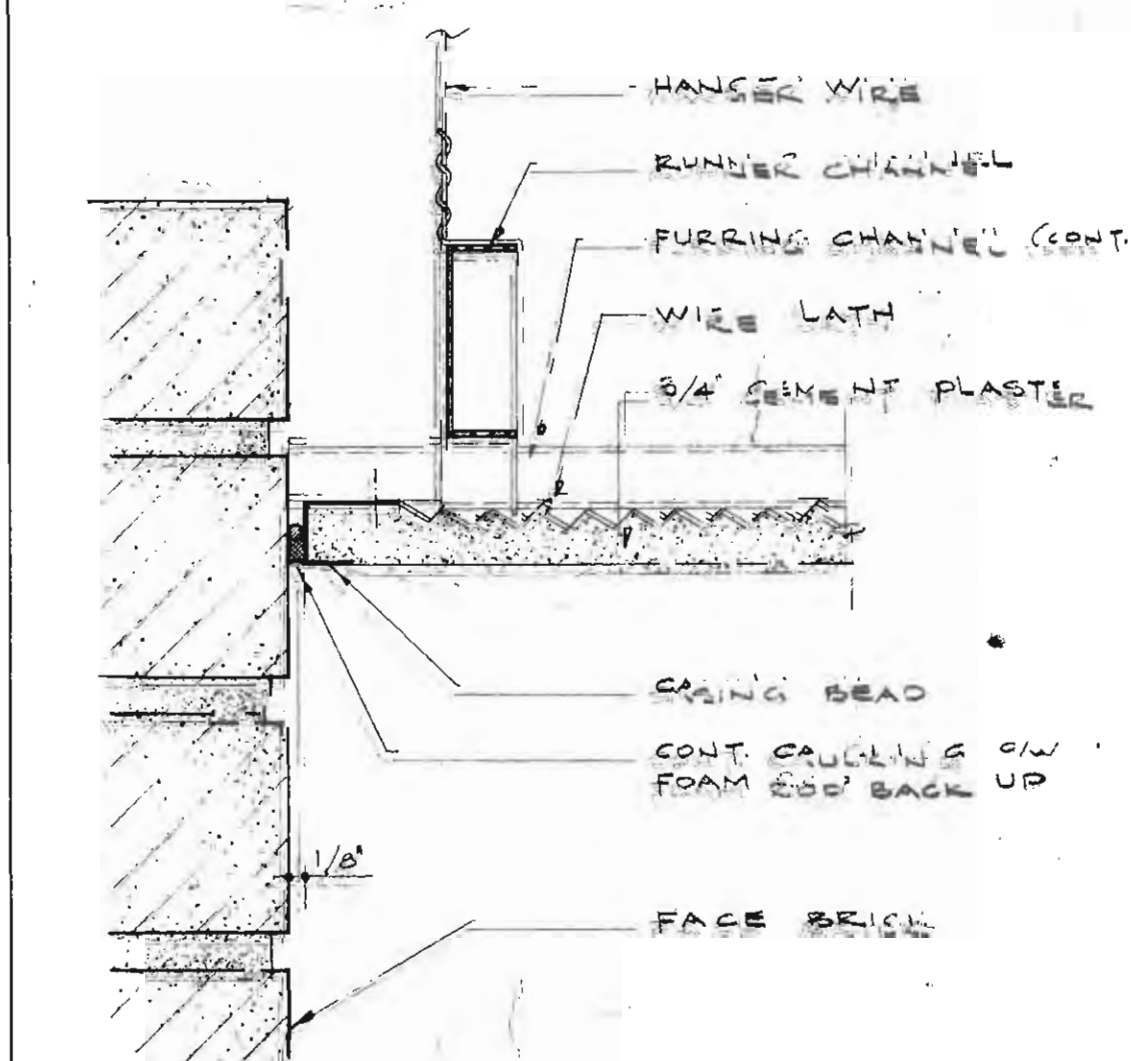 HANGER WIRE
RUNNER CHANNEL
FURRING CHANNEL (CONT.
WIRE LATH
3/4" CEMENT PLASTER
CASING BEAD
CONT. CAULKING C/W
FOAM ROD BACK UP
1/8"
FACE BRICK